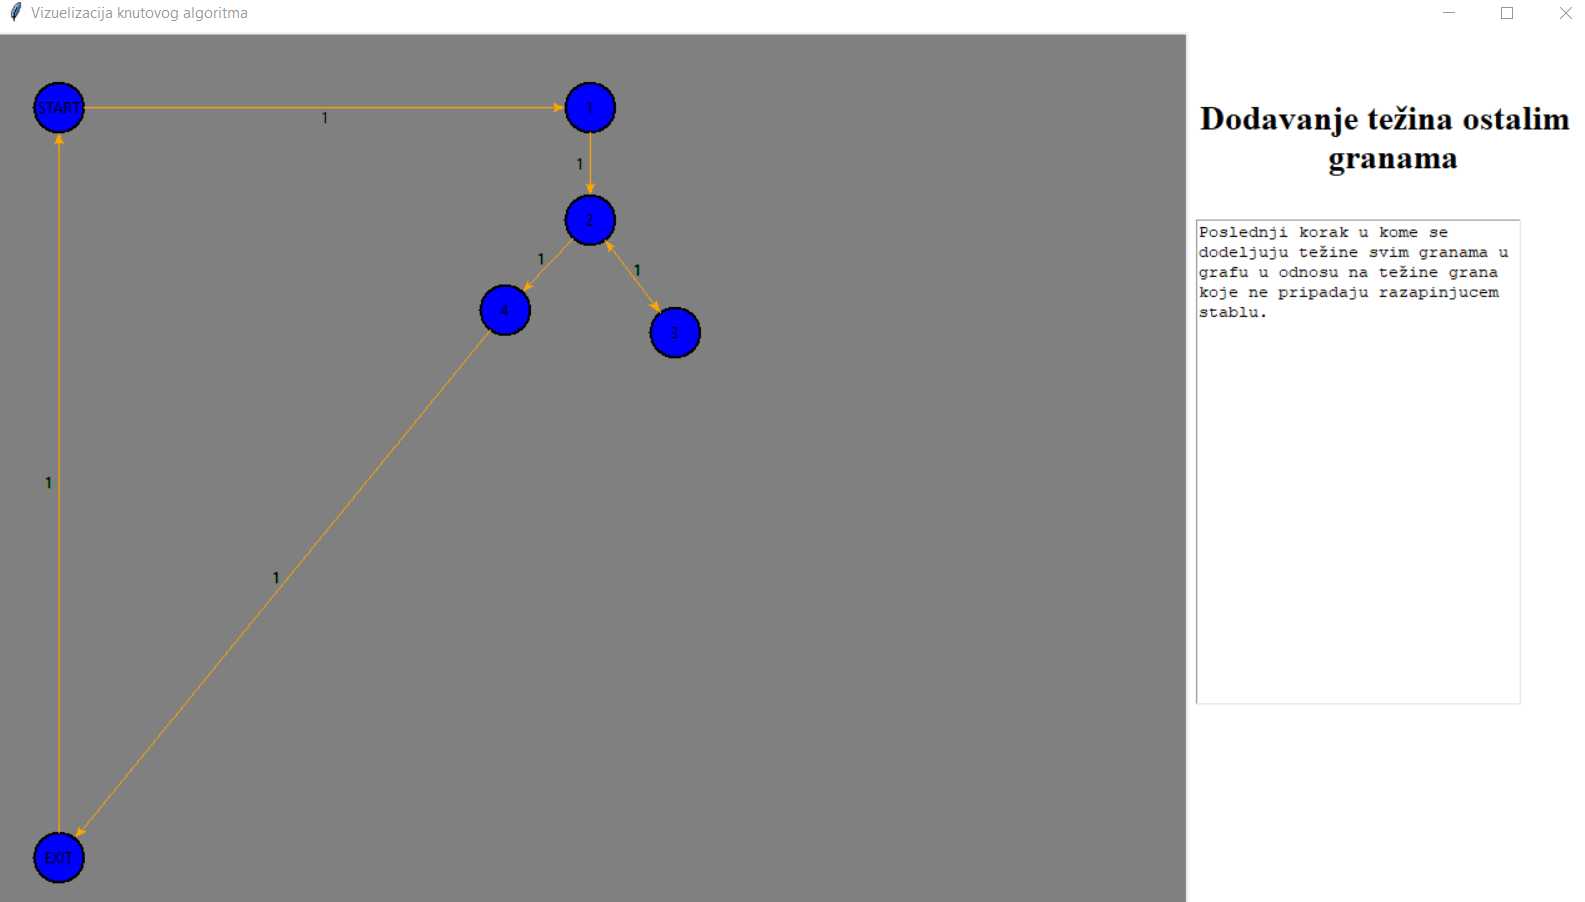 Vizuelizacija knutovog algoritma
START
1
1
1
2
1
1
4
3
1
1
EXIT
Dodavanje težina ostalim
granama
Poslednji korak u kome se
dodeljuju težine svim granama u
grafu u odnosu na težine grana
koje ne pripadaju razapinjucem
stablu.